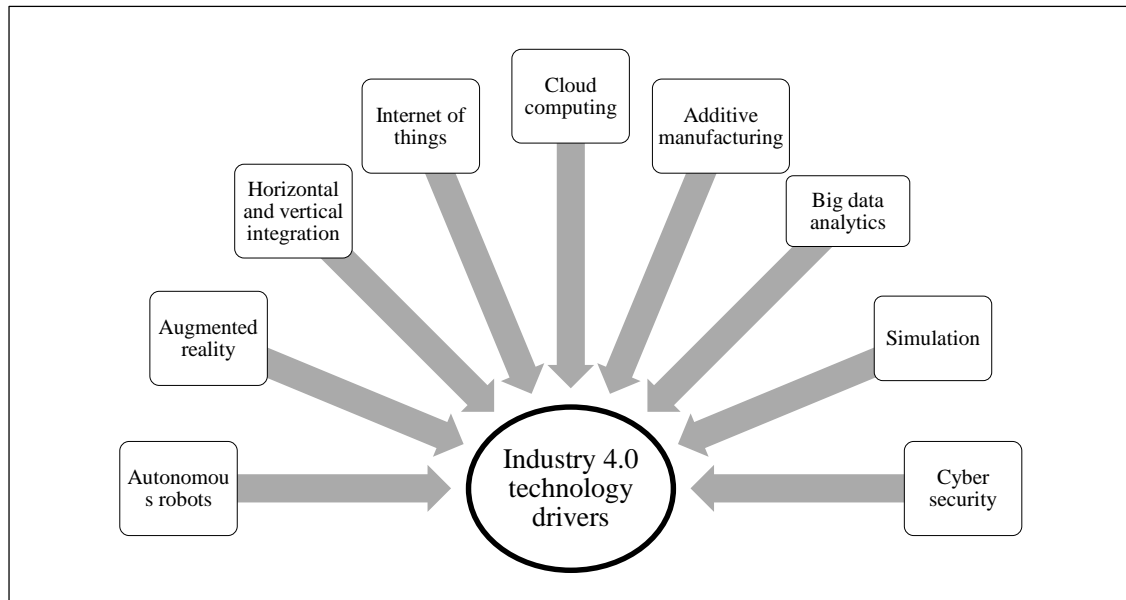 Cloud
computing
Internet of
things
Additive
manufacturing
Horizontal
and vertical
integration
Big data
analytics
Augmented
reality
Simulation
Autonomou
s robots
Industry 4.0
technology
drivers
Cyber
security